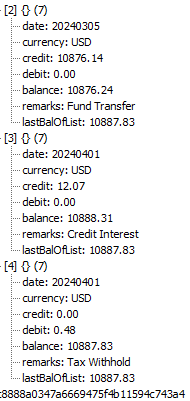 [2] {} (7)
date: 20240305
currency: USD
credit: 10876.14
debit: 0.00
balance: 10876.24
remarks: Fund Transfer
lastBalOfList: 10887.83
[3] {} (7)
date: 20240401
currency: USD
credit: 12.07
debit: 0.00
balance: 10888.31
remarks: Credit Interest
lastBalOfList: 10887.83
[4] {} (7)
date: 20240401
currency: USD
credit: 0.00
debit: 0.48
balance: 10887.83
remarks: Tax Withhold
lastBalOfList: 10887.83
8888a0347a6669475f4b11594c743a4